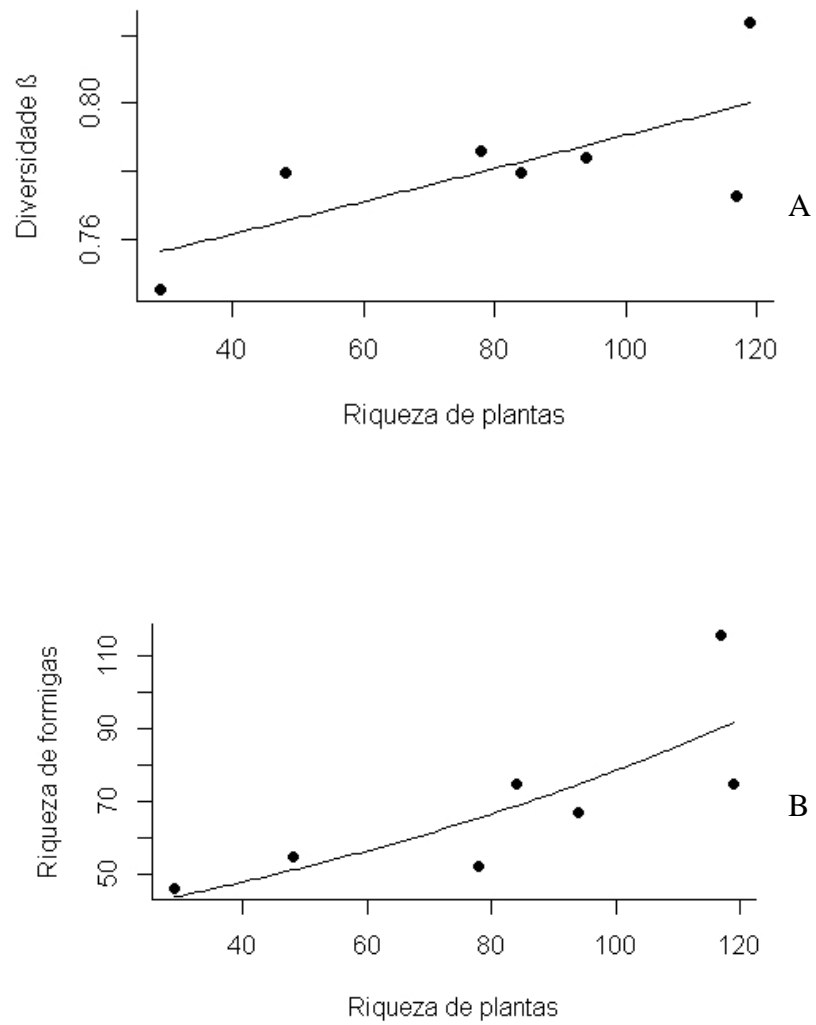 Diversidade ß
0.80
0.76
A
40 60 80 100 120
Riqueza de plantas
Riqueza de formigas
110
90
70
50
B
40 60 80 100 120
Riqueza de plantas